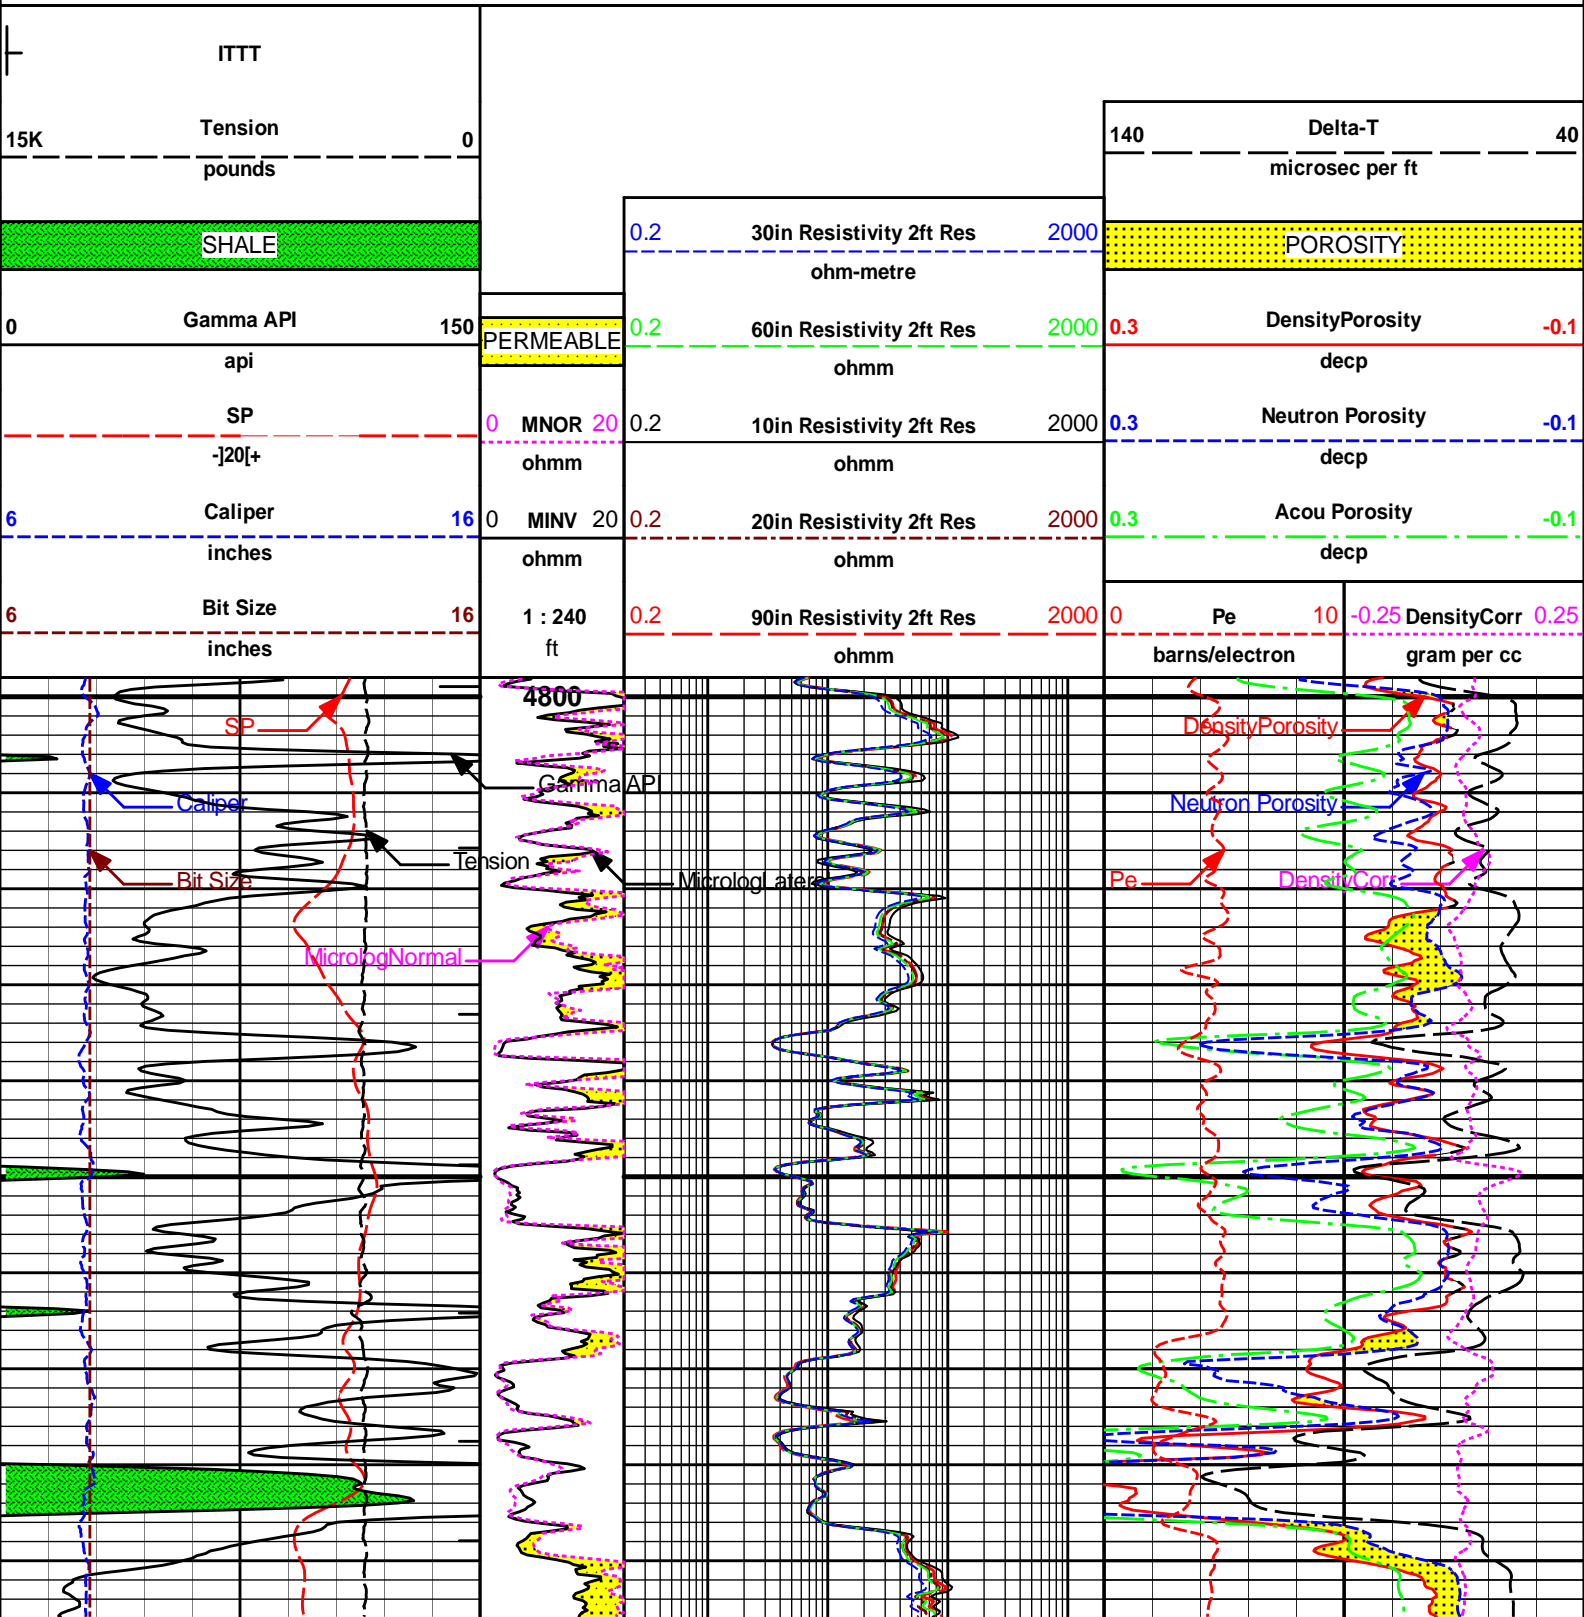 ITTT
15K Tension 0
pounds
SHALE
0 Gamma API 150
api
SP
-]20[+
6 Caliper 16
inches
6 Bit Size 16
inches
PERMEABLE
0 MNOR 20
ohmm
0 MINV 20
ohmm
1 : 240
ft
0.2 30in Resistivity 2ft Res 2000
ohm-metre
0.2 60in Resistivity 2ft Res 2000
ohmm
0.2 10in Resistivity 2ft Res 2000
ohmm
0.2 20in Resistivity 2ft Res 2000
ohmm
0.2 90in Resistivity 2ft Res 2000
ohmm
140 Delta-T 40
microsec per ft
POROSITY
0.3 DensityPorosity -0.1
decp
0.3 Neutron Porosity -0.1
decp
0.3 Acou Porosity -0.1
decp
0 Pe 10
barns/electron
-0.25 DensityCorr 0.25
gram per cc
4800
SP
DensityPorosity
Gamma API
Caliper
Neutron Porosity
Tension
Bit Size
MicrologLateral
Pe
DensityCorr
MicrologNormal